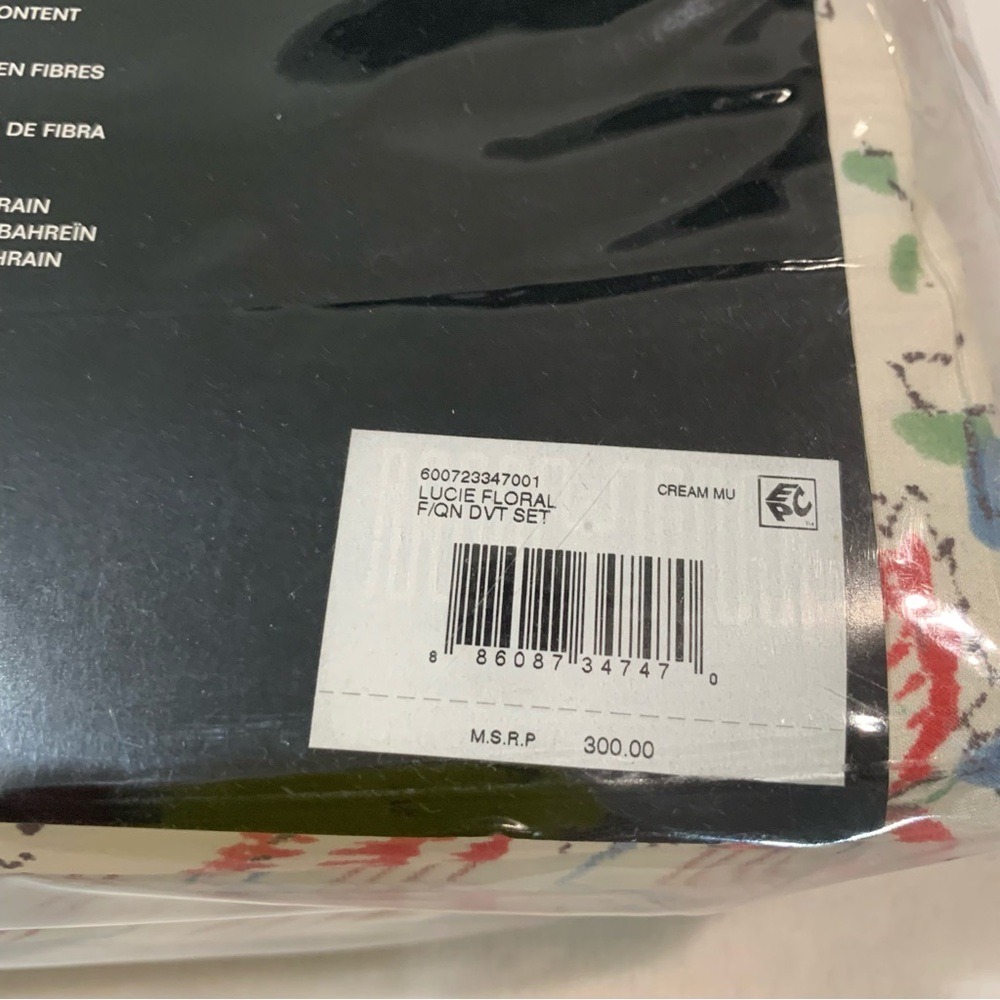 ONTENT
EN FIBRES
DE FIBRA
RAIN
BAHREÏN
HRAIN
600723347001
LUCIE FLORAL
F/QN DVT SET
CREAM MU
EPC
8 86087 34747 0
M.S.R.P 300.00